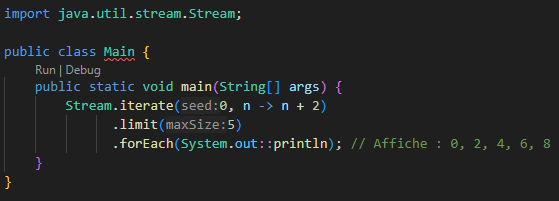 import java.util.stream.Stream;
public class Main {
Run | Debug
public static void main(String[] args) {
Stream.iterate(seed:0, n -> n + 2)
.limit(maxSize:5)
.forEach(System.out::println); // Affiche : 0, 2, 4, 6, 8
}
}